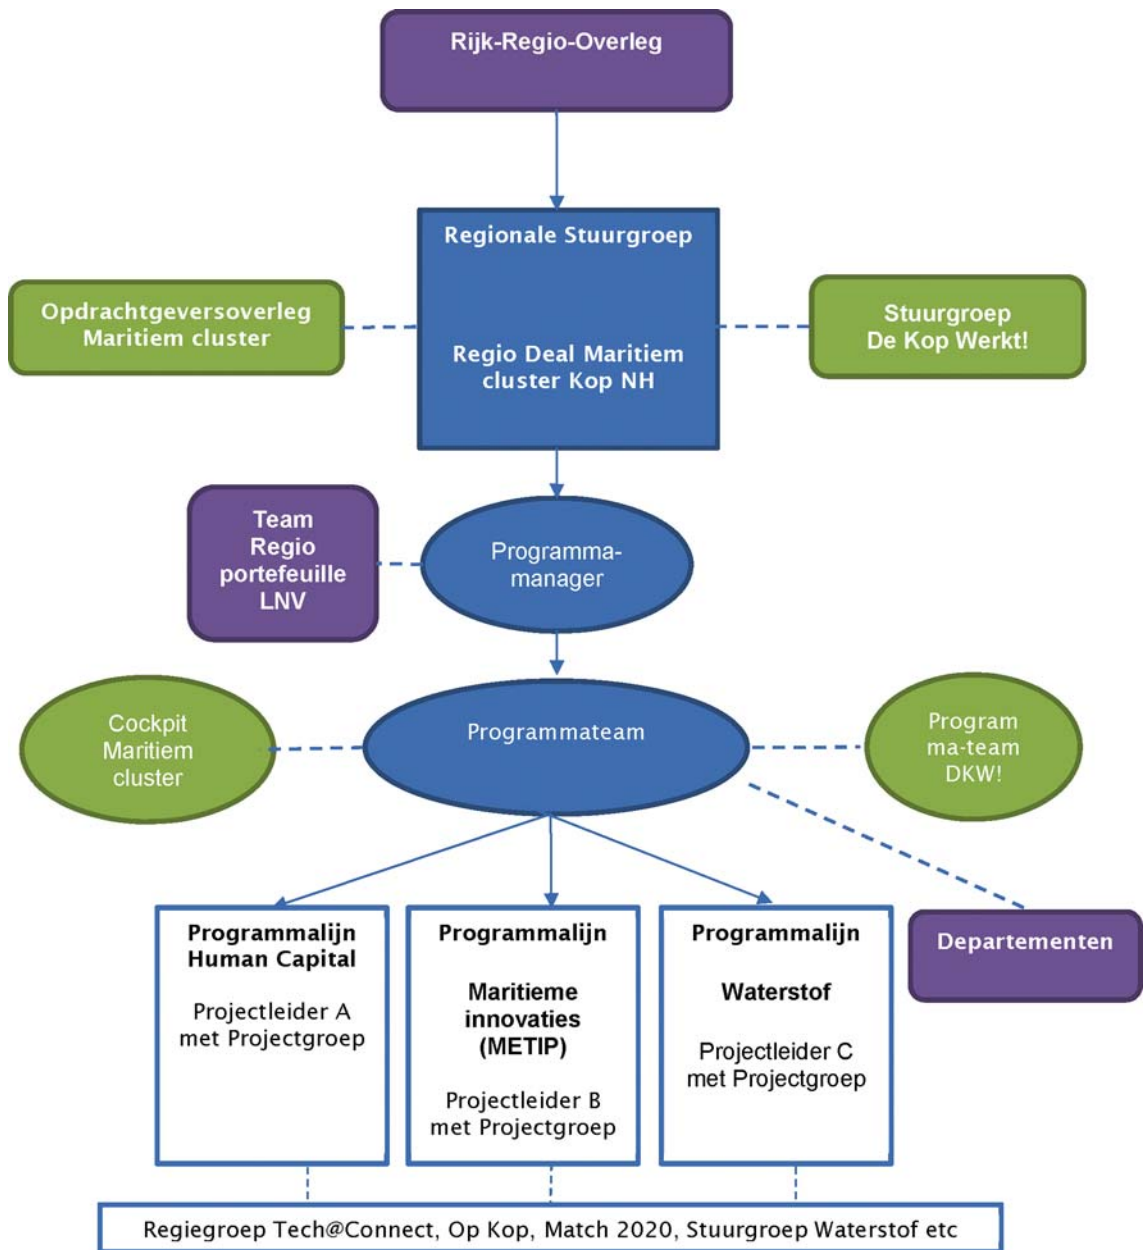 Rijk-Regio-Overleg
Regionale Stuurgroep
Regio Deal Maritiem
cluster Kop NH
Opdrachtgeversoverleg
Maritiem cluster
Stuurgroep
De Kop Werkt!
Team
Regio
portefeuille
LNV
Programma-
manager
Cockpit
Maritiem
cluster
Programmateam
Program
ma-team
DKW!
Departementen
Programmalijn
Human Capital
Projectleider A
met Projectgroep
Programmalijn
Maritieme
innovaties
(METIP)
Projectleider B
met Projectgroep
Programmalijn
Waterstof
Projectleider C
met Projectgroep
Regiegroep Tech@Connect, Op Kop, Match 2020, Stuurgroep Waterstof etc